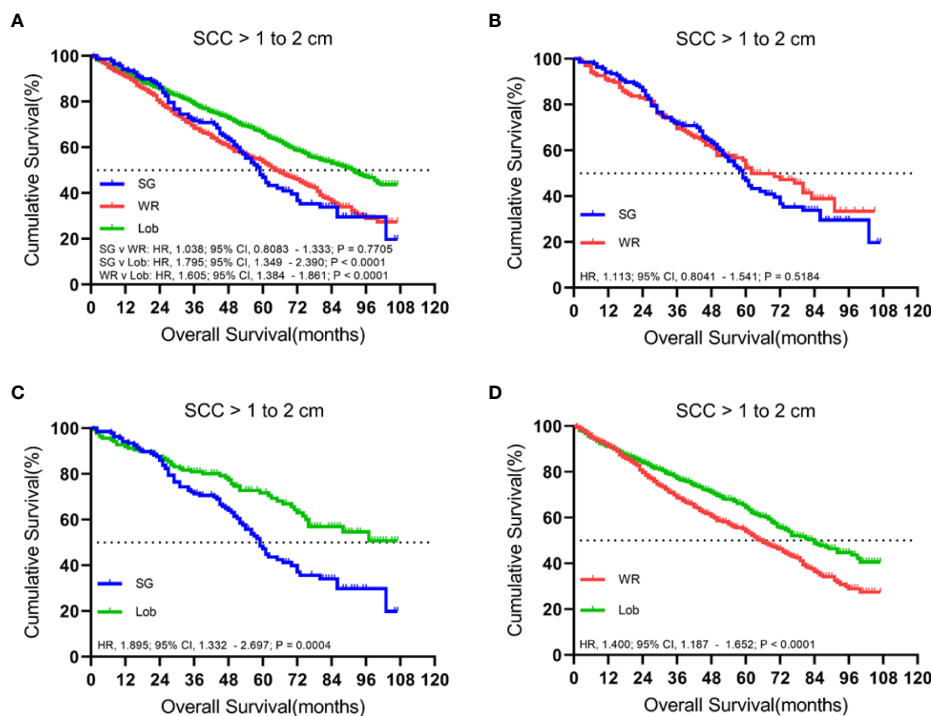 A
SCC > 1 to 2 cm
Cumulative Survival(%)
100
80
60
40
20
0
SG
WR
Lob
SG v WR: HR, 1.038; 95% CI, 0.8083 - 1.333; P = 0.7705
SG v Lob: HR, 1.795; 95% CI, 1.349 - 2.390; P < 0.0001
WR v Lob: HR, 1.605; 95% CI, 1.384 - 1.861; P < 0.0001
0 12 24 36 48 60 72 84 96 108 120
Overall Survival(months)
B
SCC > 1 to 2 cm
Cumulative Survival(%)
100
80
60
40
20
0
SG
WR
HR, 1.113; 95% CI, 0.8041 - 1.541; P = 0.5184
0 12 24 36 48 60 72 84 96 108 120
Overall Survival(months)
C
SCC > 1 to 2 cm
Cumulative Survival(%)
100
80
60
40
20
0
SG
Lob
HR, 1.895; 95% CI, 1.332 - 2.697; P = 0.0004
0 12 24 36 48 60 72 84 96 108 120
Overall Survival(months)
D
SCC > 1 to 2 cm
Cumulative Survival(%)
100
80
60
40
20
0
WR
Lob
HR, 1.400; 95% CI, 1.187 - 1.652; P < 0.0001
0 12 24 36 48 60 72 84 96 108 120
Overall Survival(months)